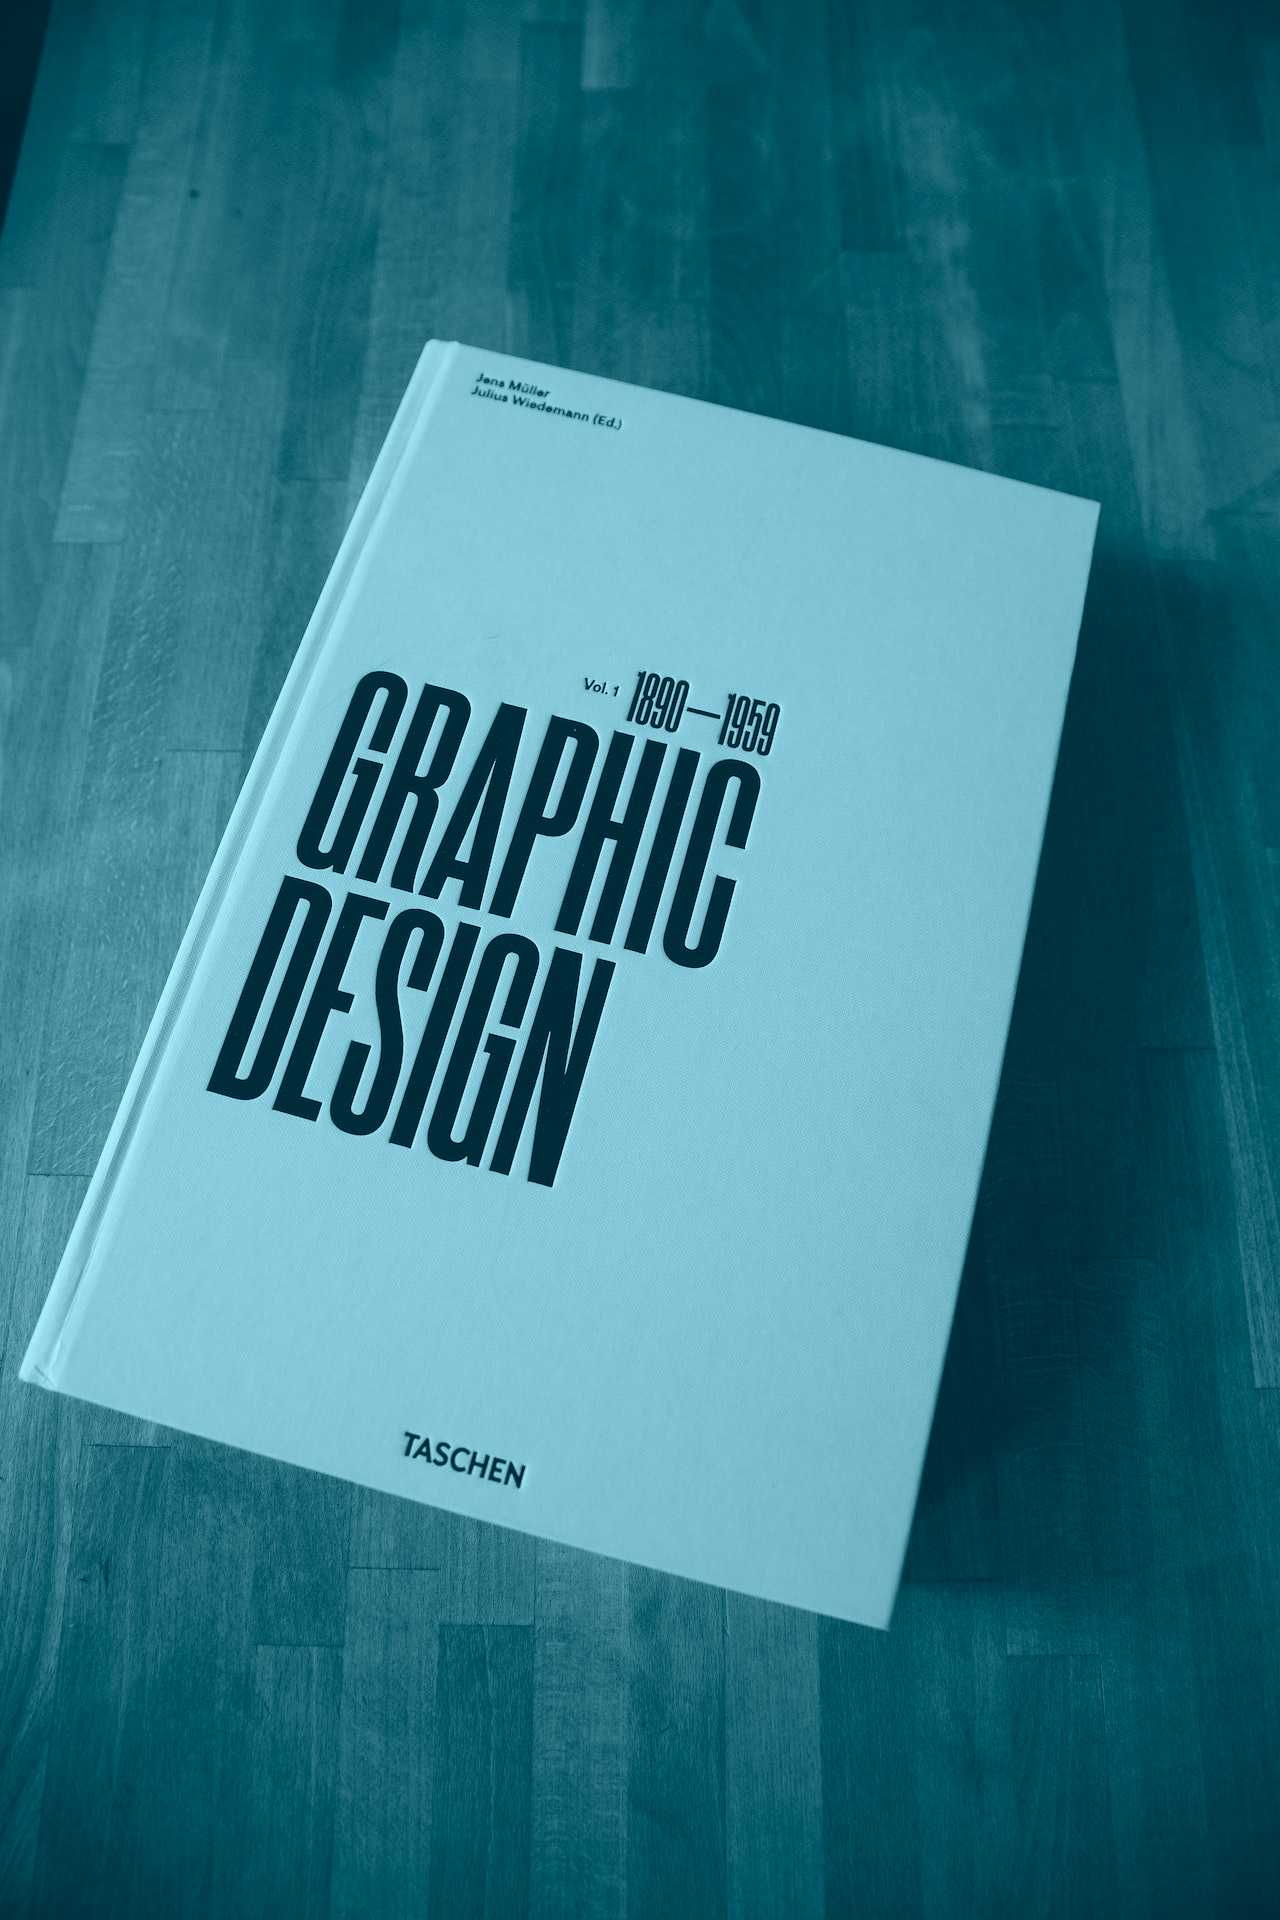 Jens Müller
Julius Wiedemann (Ed.)
Vol. 1 1890—1959
GRAPHIC
DESIGN
TASCHEN